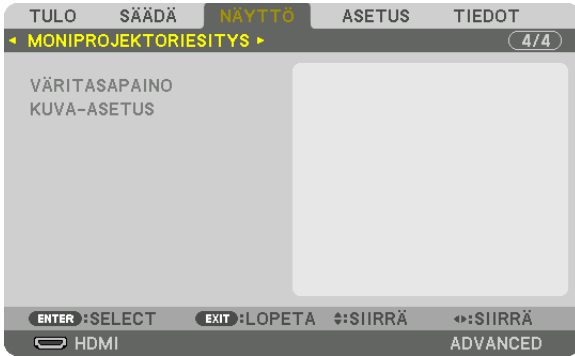 TULO SÄÄDÄ NÄYTTÖ ASETUS TIEDOT
◂ MONIPROJEKTORIESITYS ▸ 4/4
VÄRITASAPAINO
KUVA-ASETUS
ENTER :SELECT EXIT :LOPETA ♦:SIIRRÄ ◂▸:SIIRRÄ
HDMI ADVANCED